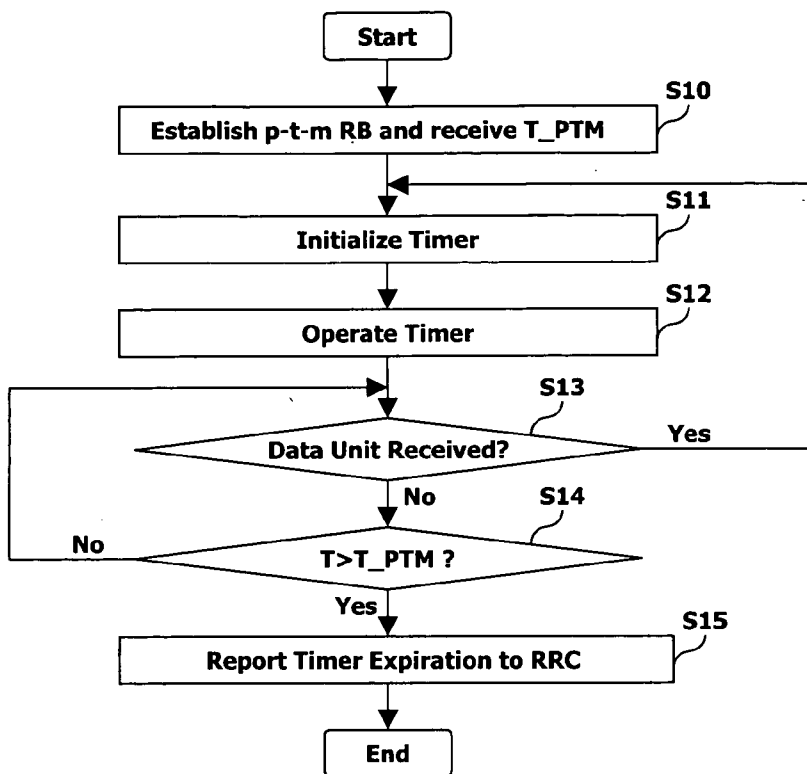 Start
S10
Establish p-t-m RB and receive T_PTM
S11
Initialize Timer
S12
Operate Timer
S13
Data Unit Received?
Yes
No
S14
T>T_PTM ?
No
Yes
S15
Report Timer Expiration to RRC
End